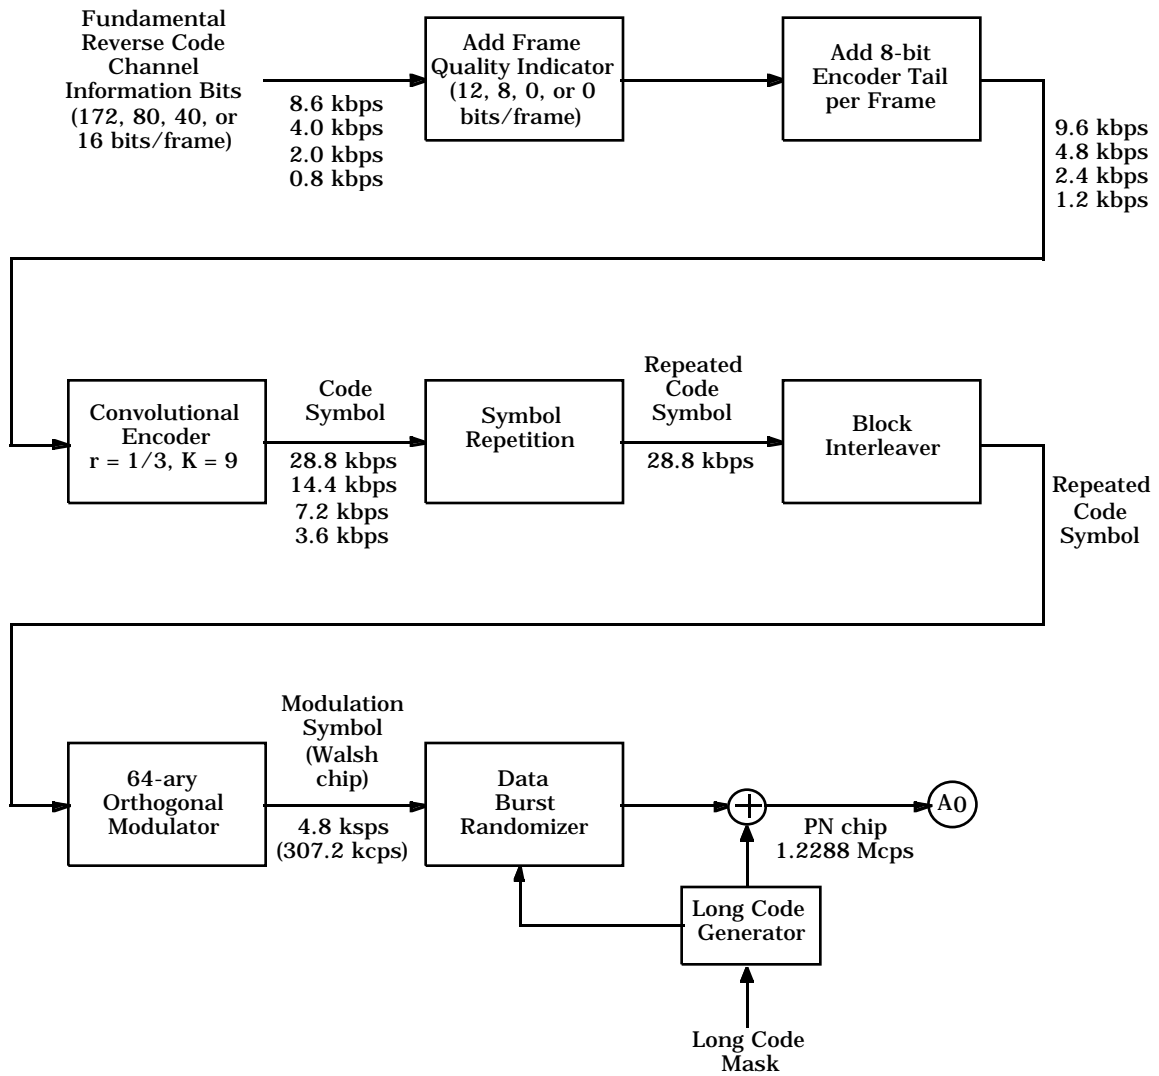 Fundamental
Reverse Code
Channel
Information Bits
(172, 80, 40, or
16 bits/frame)
8.6 kbps
4.0 kbps
2.0 kbps
0.8 kbps
Add Frame
Quality Indicator
(12, 8, 0, or 0
bits/frame)
Add 8-bit
Encoder Tail
per Frame
9.6 kbps
4.8 kbps
2.4 kbps
1.2 kbps
Convolutional
Encoder
r = 1/3, K = 9
Code
Symbol
28.8 kbps
14.4 kbps
7.2 kbps
3.6 kbps
Symbol
Repetition
Repeated
Code
Symbol
28.8 kbps
Block
Interleaver
Repeated
Code
Symbol
64-ary
Orthogonal
Modulator
Modulation
Symbol
(Walsh
chip)
4.8 ksps
(307.2 kcps)
Data
Burst
Randomizer
PN chip
1.2288 Mcps
A0
Long Code
Generator
Long Code
Mask